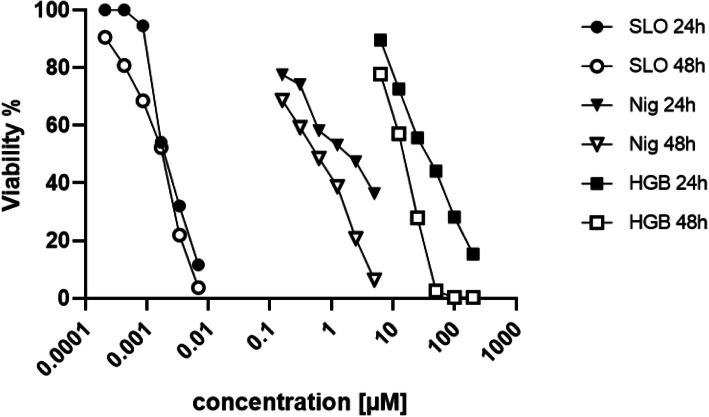 100
80
60
40
20
0
Viability %
0.0001
0.001
0.01
0.1
1
10
100
1000
concentration [µM]
SLO 24h
SLO 48h
Nig 24h
Nig 48h
HGB 24h
HGB 48h